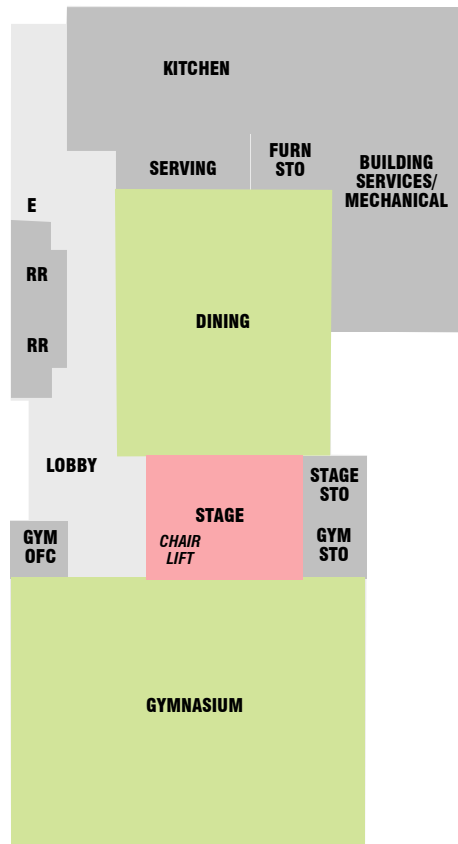 KITCHEN
SERVING
FURN
STO
BUILDING
SERVICES/
MECHANICAL
E
RR
RR
DINING
LOBBY
STAGE
STO
STAGE
CHAIR
LIFT
GYM
OFC
GYM
STO
GYMNASIUM